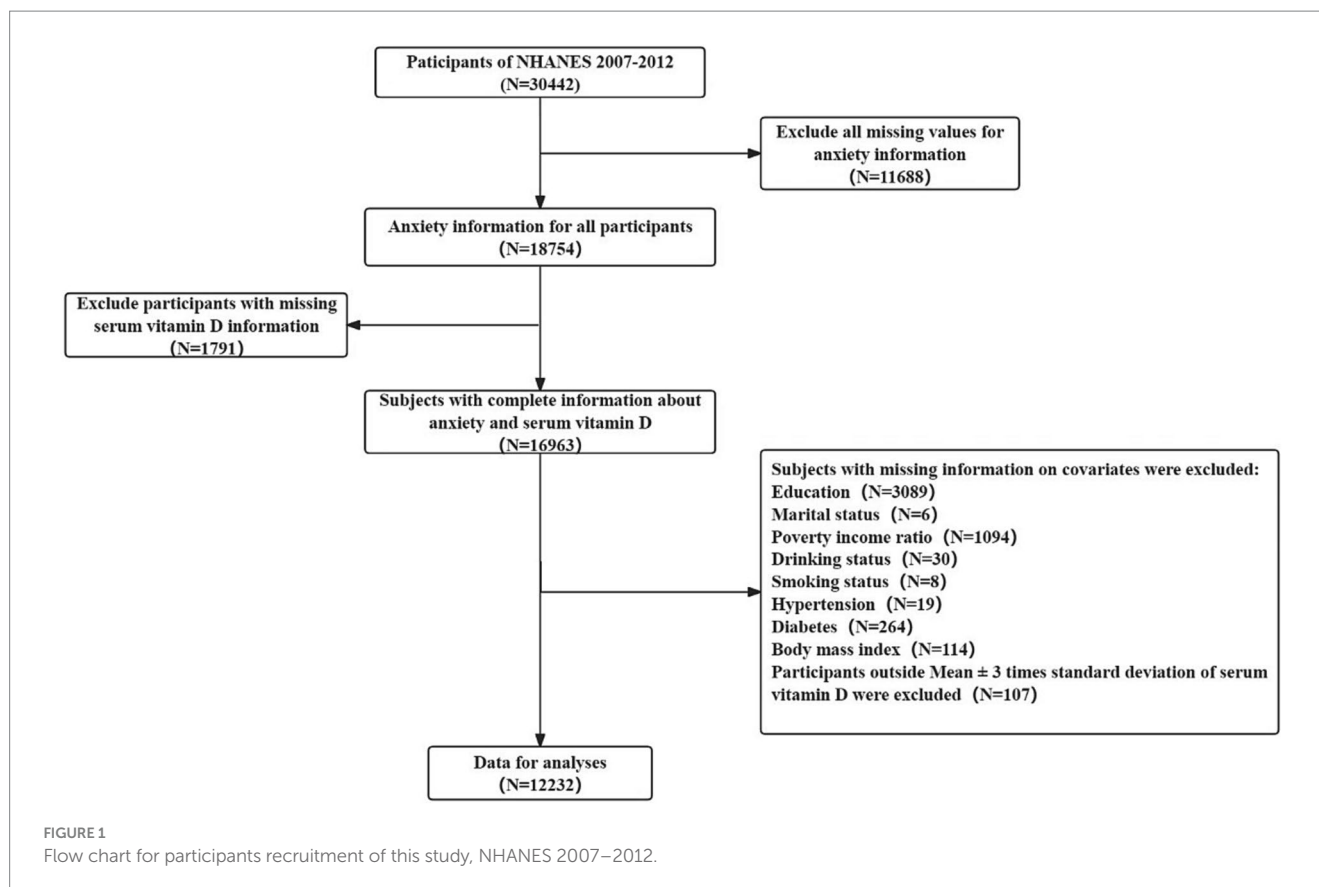 Paticipants of NHANES 2007-2012
(N=30442)
Exclude all missing values for
anxiety information
(N=11688)
Anxiety information for all participants
(N=18754)
Exclude participants with missing
serum vitamin D information
(N=1791)
Subjects with complete information about
anxiety and serum vitamin D
(N=16963)
Subjects with missing information on covariates were excluded:
Education (N=3089)
Marital status (N=6)
Poverty income ratio (N=1094)
Drinking status (N=30)
Smoking status (N=8)
Hypertension (N=19)
Diabetes (N=264)
Body mass index (N=114)
Participants outside Mean ± 3 times standard deviation of serum
vitamin D were excluded (N=107)
Data for analyses
(N=12232)
FIGURE 1
Flow chart for participants recruitment of this study, NHANES 2007–2012.